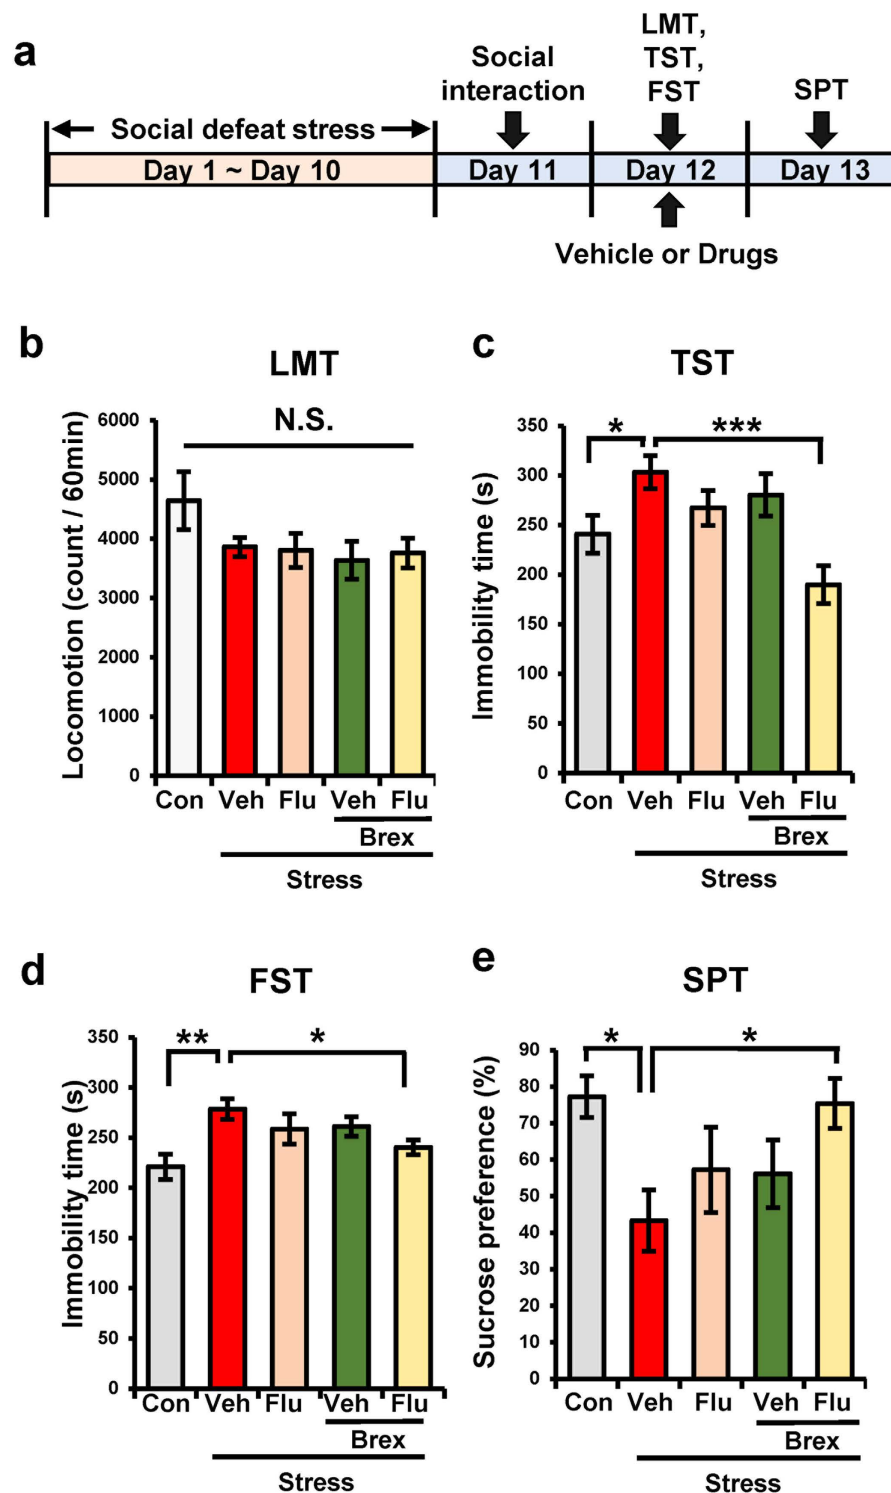 a
LMT,
TST,
FST
Social
interaction
SPT
Social defeat stress
Day 1 ~ Day 10
Day 11
Day 12
Day 13
Vehicle or Drugs
b
LMT
N.S.
Locomotion (count / 60min)
6000
5000
4000
3000
2000
1000
0
Con Veh Flu Veh Flu
Brex
Stress
c
TST
* ***
Immobility time (s)
350
300
250
200
150
100
50
0
Con Veh Flu Veh Flu
Brex
Stress
d
FST
** *
Immobility time (s)
350
300
250
200
150
100
50
0
Con Veh Flu Veh Flu
Brex
Stress
e
SPT
* *
Sucrose preference (%)
90
80
70
60
50
40
30
20
10
0
Con Veh Flu Veh Flu
Brex
Stress